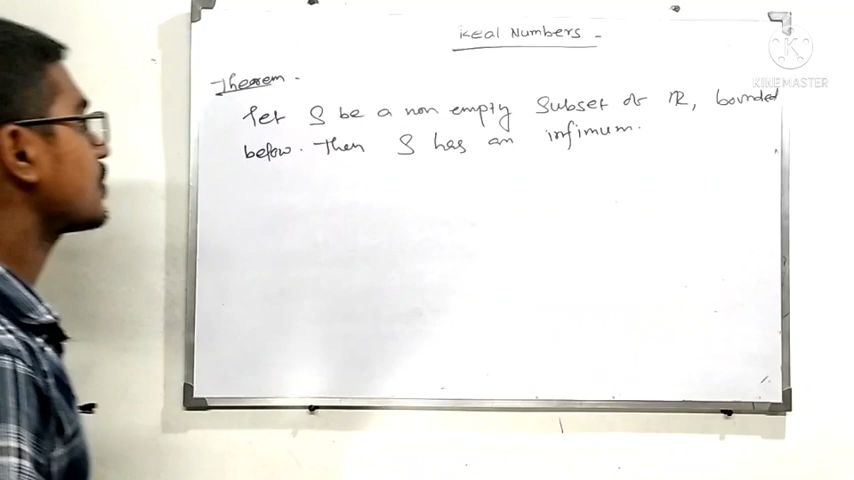 Real Numbers -
Theorem -
Let S be a non empty Subset of ℝ, bounded
below. Then S has an infimum.
KINEMASTER